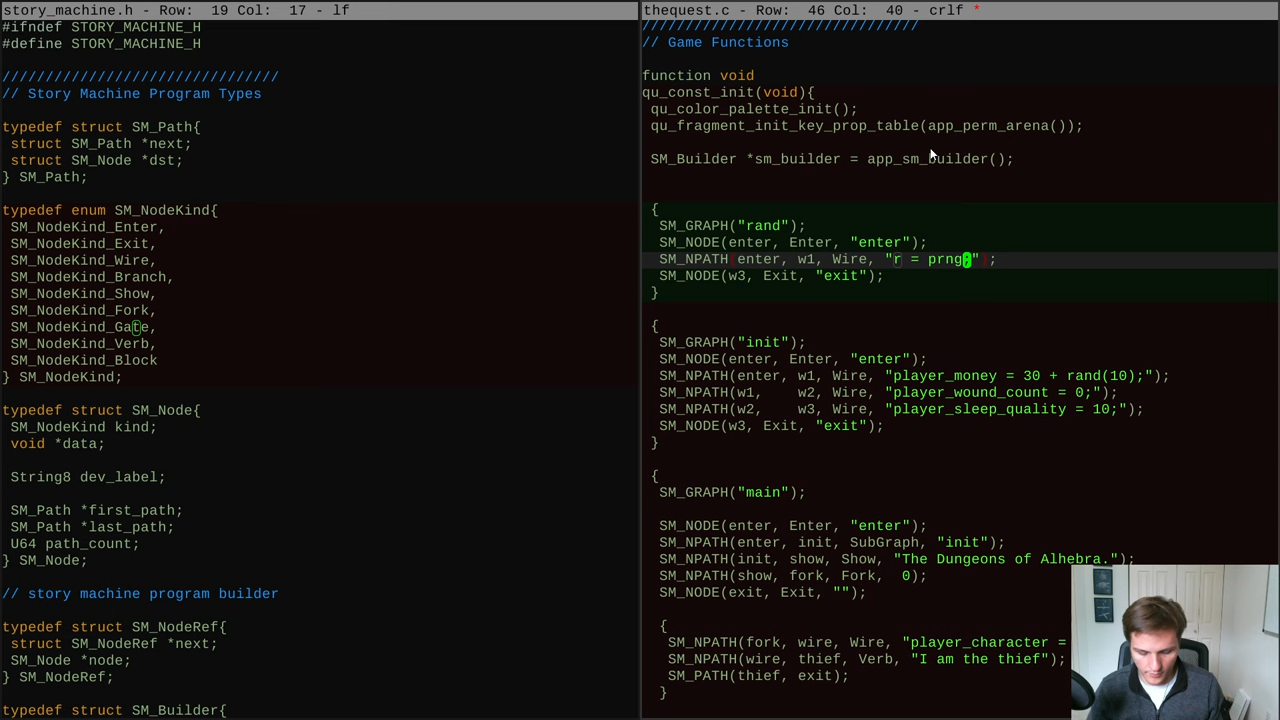 story_machine.h - Row:  19 Col:  17 - lf
#ifndef STORY_MACHINE_H
#define STORY_MACHINE_H
////////////////////////////////
// Story Machine Program Types
typedef struct SM_Path{
 struct SM_Path *next;
 struct SM_Node *dst;
} SM_Path;
typedef enum SM_NodeKind{
 SM_NodeKind_Enter,
 SM_NodeKind_Exit,
 SM_NodeKind_Wire,
 SM_NodeKind_Branch,
 SM_NodeKind_Show,
 SM_NodeKind_Fork,
 SM_NodeKind_Gate,
 SM_NodeKind_Verb,
 SM_NodeKind_Block
} SM_NodeKind;
typedef struct SM_Node{
 SM_NodeKind kind;
 void *data;
 String8 dev_label;
 SM_Path *first_path;
 SM_Path *last_path;
 U64 path_count;
} SM_Node;
// story machine program builder
typedef struct SM_NodeRef{
 struct SM_NodeRef *next;
 SM_Node *node;
} SM_NodeRef;
typedef struct SM_Builder{
thequest.c - Row:  46 Col:  40 - crlf *
////////////////////////////////
// Game Functions
function void
qu_const_init(void){
 qu_color_palette_init();
 qu_fragment_init_key_prop_table(app_perm_arena());
 SM_Builder *sm_builder = app_sm_builder();
 {
  SM_GRAPH("rand");
  SM_NODE(enter, Enter, "enter");
  SM_NPATH(enter, w1, Wire, "r = prng;");
  SM_NODE(w3, Exit, "exit");
 }
 {
  SM_GRAPH("init");
  SM_NODE(enter, Enter, "enter");
  SM_NPATH(enter, w1, Wire, "player_money = 30 + rand(10);");
  SM_NPATH(w1,    w2, Wire, "player_wound_count = 0;");
  SM_NPATH(w2,    w3, Wire, "player_sleep_quality = 10;");
  SM_NODE(w3, Exit, "exit");
 }
 {
  SM_GRAPH("main");
  SM_NODE(enter, Enter, "enter");
  SM_NPATH(enter, init, SubGraph, "init");
  SM_NPATH(init, show, Show, "The Dungeons of Alhebra.");
  SM_NPATH(show, fork, Fork,  0);
  SM_NODE(exit, Exit, "");
  {
   SM_NPATH(fork, wire, Wire, "player_character =
   SM_NPATH(wire, thief, Verb, "I am the thief");
   SM_PATH(thief, exit);
  }